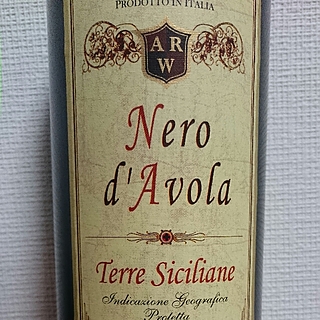 PRODOTTO IN ITALIA
A R
W
Nero
d'Avola
Terre Siciliane
Indicazione Geografica
Protetta